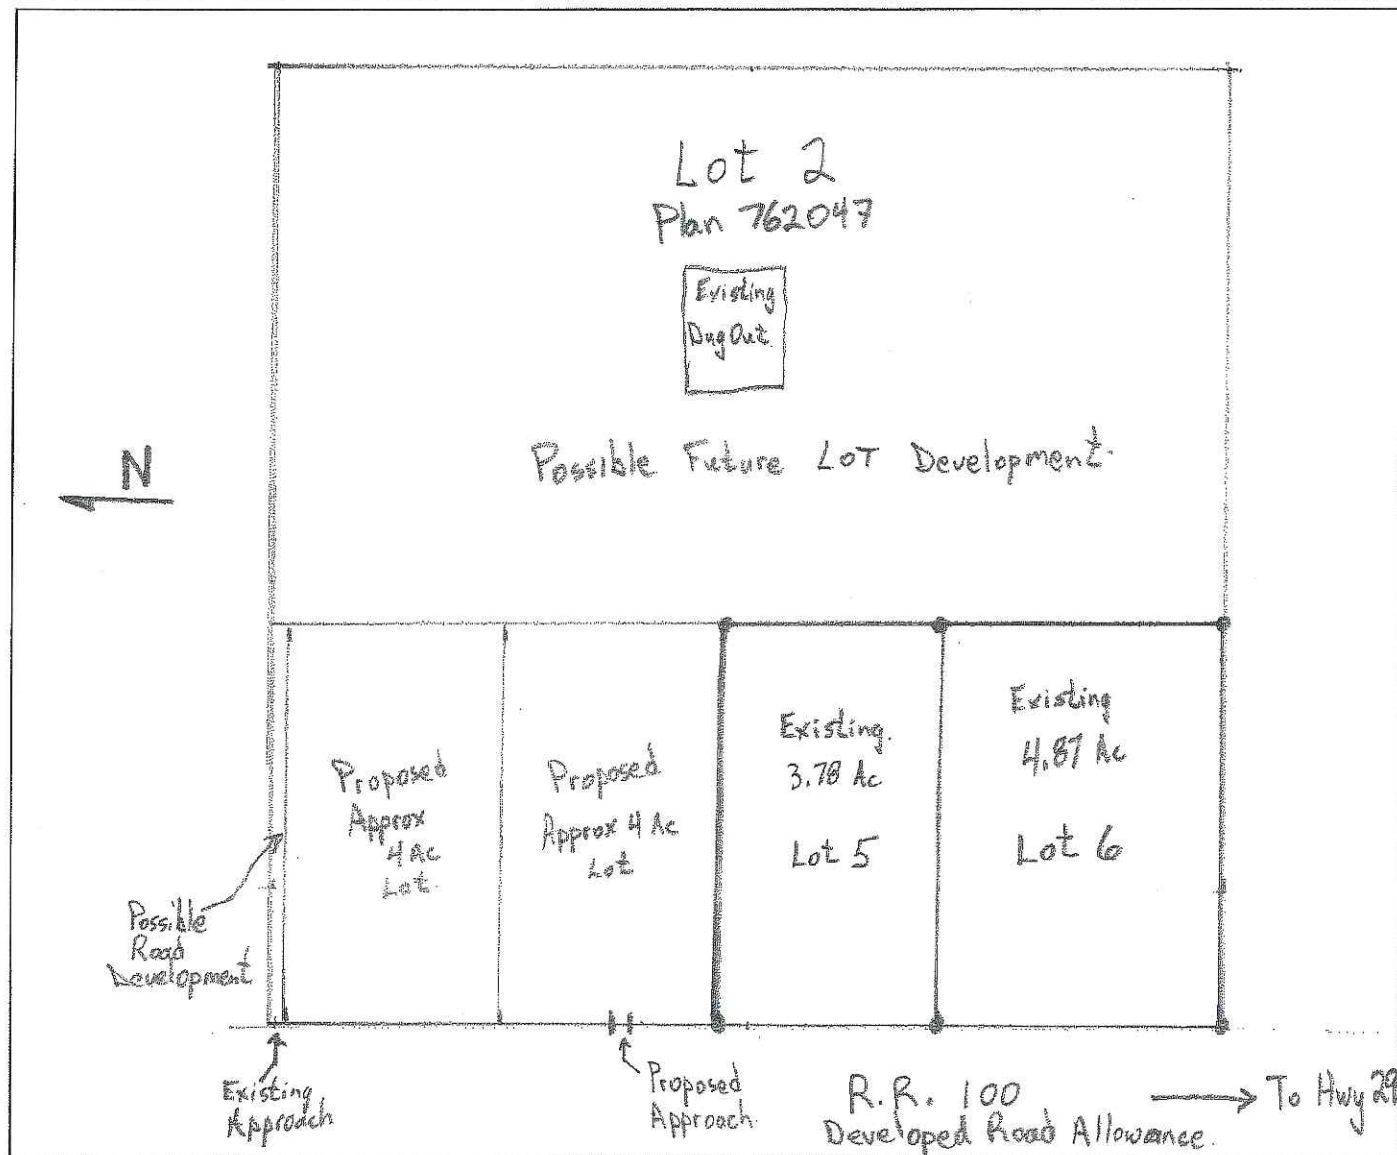 Lot 2
Plan 762047
Existing
Dug Out.
N
Possible Future LOT Development.
Proposed
Approx
4 Ac
Lot.
Proposed
Approx 4 Ac
Lot
Existing.
3.78 Ac
Lot 5
Existing
4.87 Ac
Lot 6
Possible
Road
Development
Existing
Approach
Proposed
Approach.
R.R. 100
Developed Road Allowance.
To Hwy 29